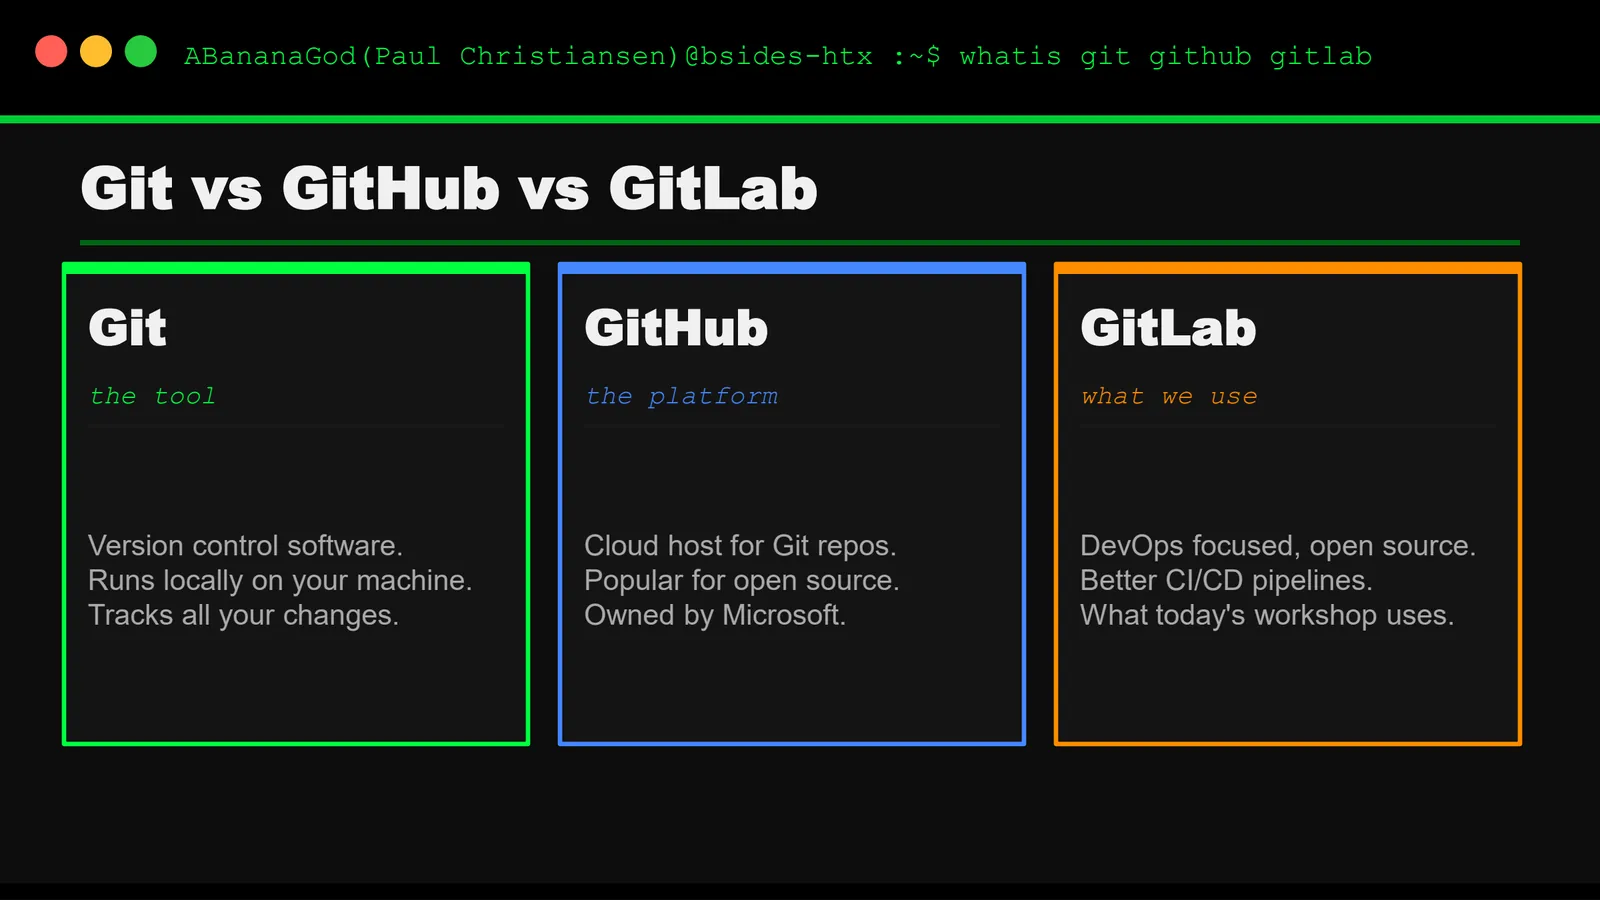 ABananaGod(Paul Christiansen)@bsides-htx :~$ whatis git github gitlab
Git vs GitHub vs GitLab
Git
the tool
Version control software.
Runs locally on your machine.
Tracks all your changes.
GitHub
the platform
Cloud host for Git repos.
Popular for open source.
Owned by Microsoft.
GitLab
what we use
DevOps focused, open source.
Better CI/CD pipelines.
What today's workshop uses.